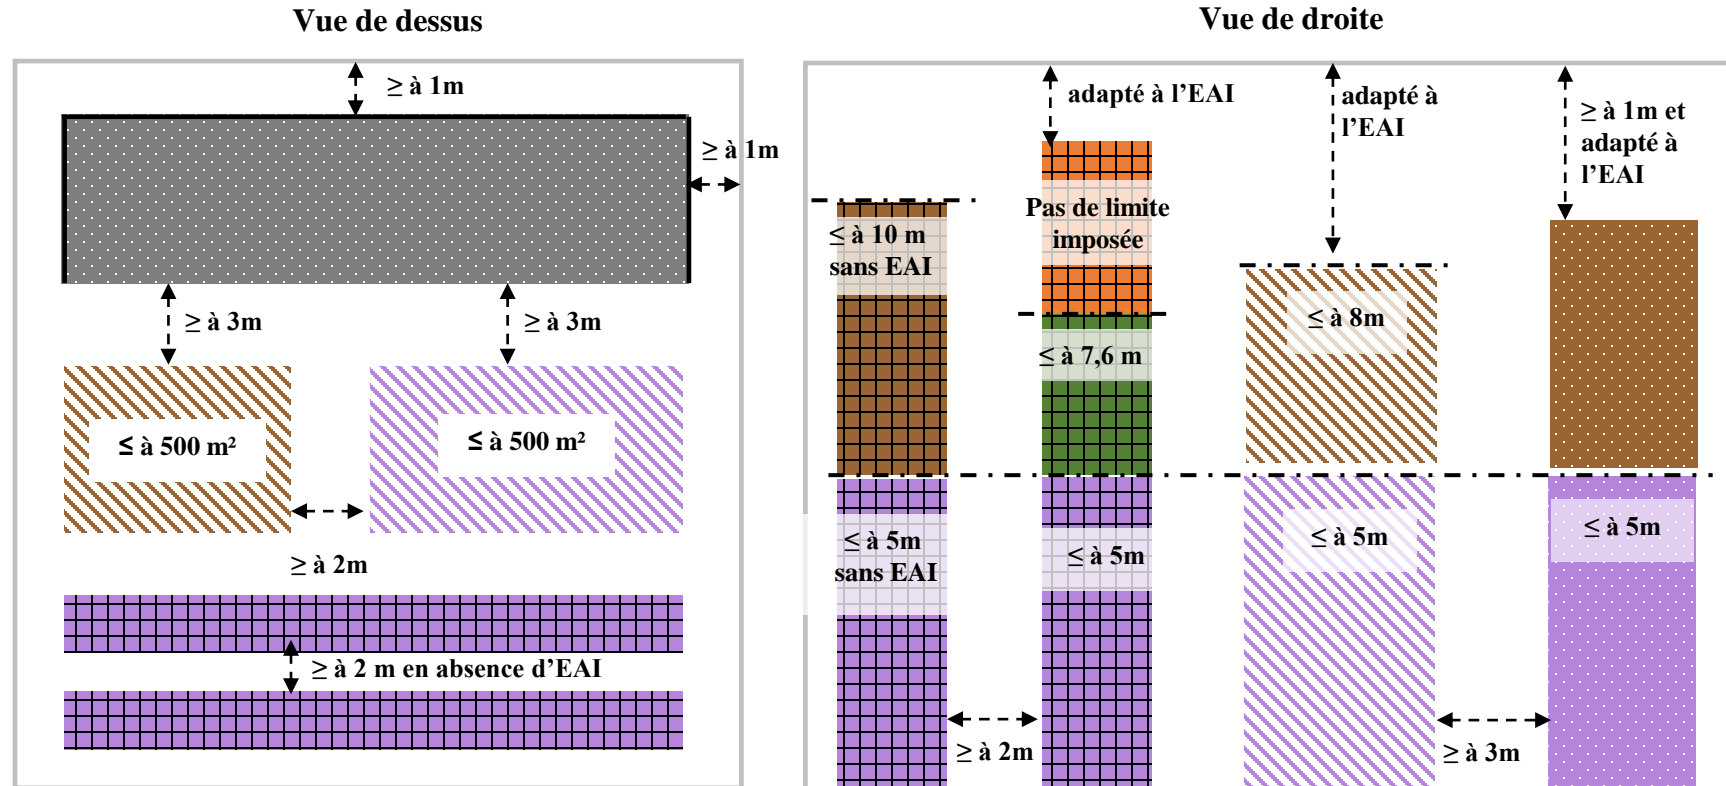 Vue de dessus
≥ à 1m
≥ à 1m
≥ à 3m
≥ à 3m
≤ à 500 m²
≤ à 500 m²
≥ à 2m
≥ à 2 m en absence d’EAI
Vue de droite
adapté à l’EAI
adapté à
l’EAI
≥ à 1m et
adapté à
l’EAI
≤ à 10 m
sans EAI
Pas de limite
imposée
≤ à 7,6 m
≤ à 8m
≤ à 5m
sans EAI
≤ à 5m
≤ à 5m
≤ à 5m
≥ à 2m
≥ à 3m